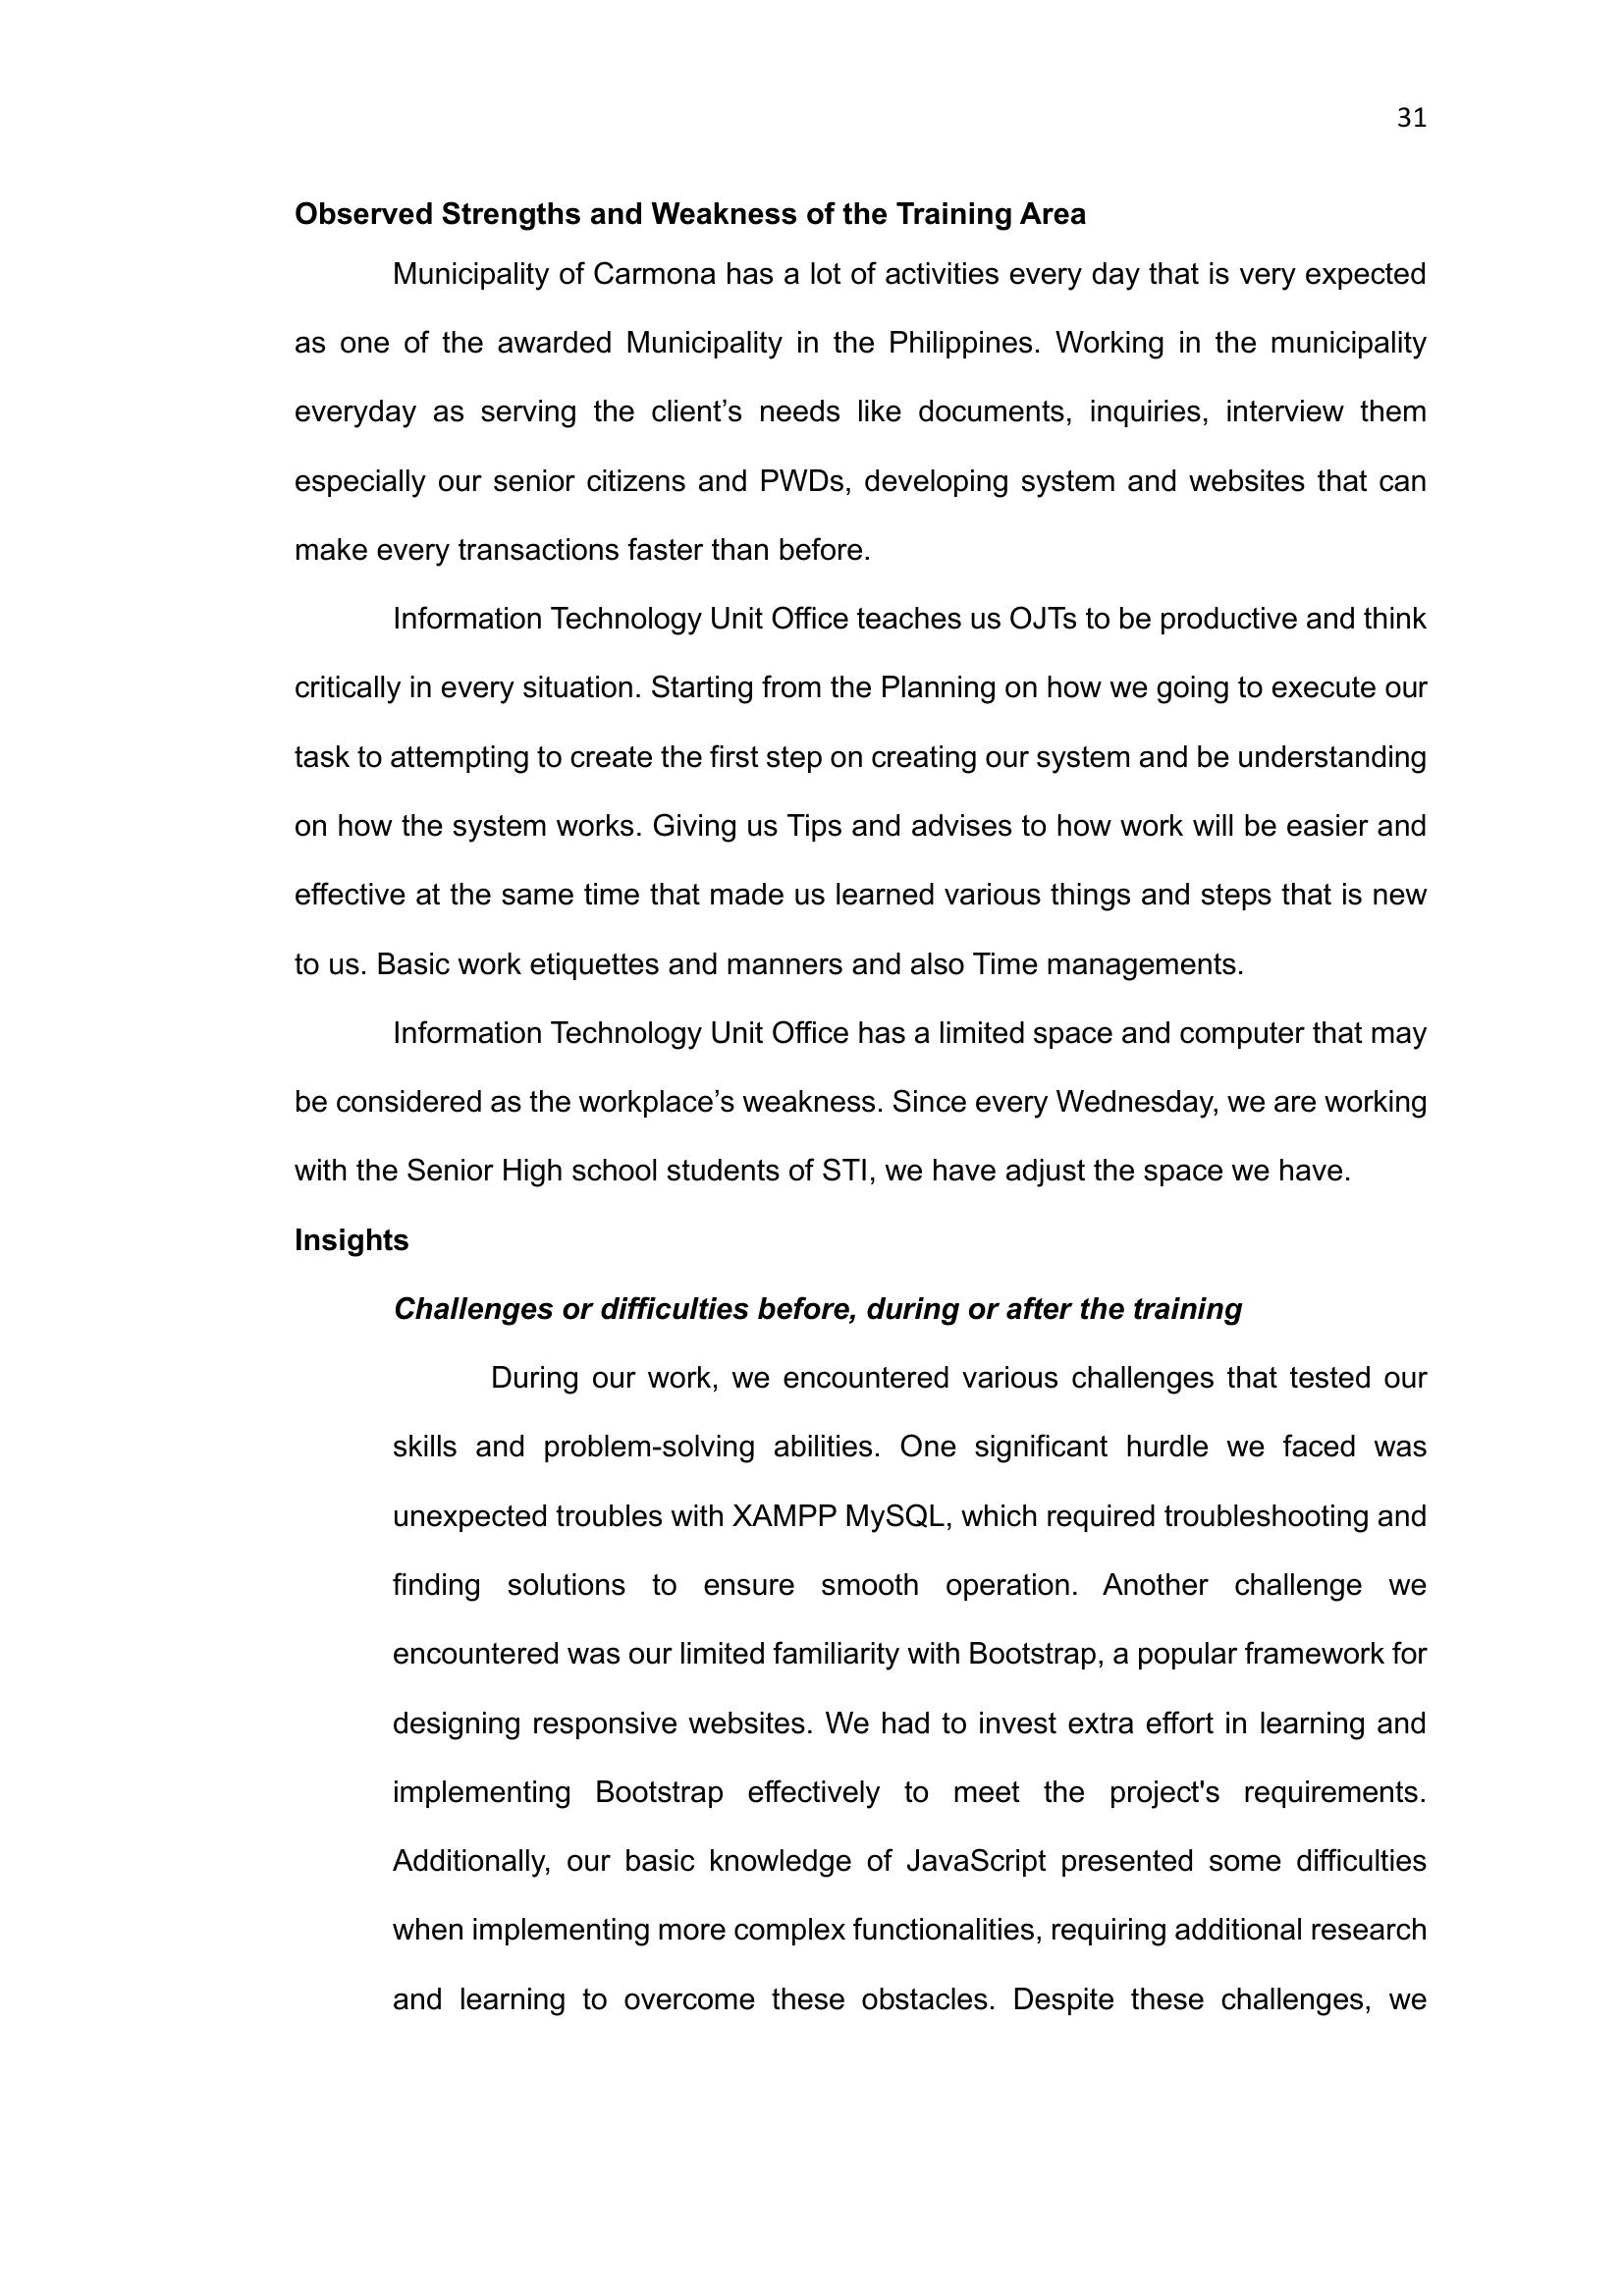 31
Observed Strengths and Weakness of the Training Area
Municipality of Carmona has a lot of activities every day that is very expected
as one of the awarded Municipality in the Philippines. Working in the municipality
everyday as serving the client’s needs like documents, inquiries, interview them
especially our senior citizens and PWDs, developing system and websites that can
make every transactions faster than before.
Information Technology Unit Office teaches us OJTs to be productive and think
critically in every situation. Starting from the Planning on how we going to execute our
task to attempting to create the first step on creating our system and be understanding
on how the system works. Giving us Tips and advises to how work will be easier and
effective at the same time that made us learned various things and steps that is new
to us. Basic work etiquettes and manners and also Time managements.
Information Technology Unit Office has a limited space and computer that may
be considered as the workplace’s weakness. Since every Wednesday, we are working
with the Senior High school students of STI, we have adjust the space we have.
Insights
Challenges or difficulties before, during or after the training
During our work, we encountered various challenges that tested our
skills and problem-solving abilities. One significant hurdle we faced was
unexpected troubles with XAMPP MySQL, which required troubleshooting and
finding solutions to ensure smooth operation. Another challenge we
encountered was our limited familiarity with Bootstrap, a popular framework for
designing responsive websites. We had to invest extra effort in learning and
implementing Bootstrap effectively to meet the project's requirements.
Additionally, our basic knowledge of JavaScript presented some difficulties
when implementing more complex functionalities, requiring additional research
and learning to overcome these obstacles. Despite these challenges, we